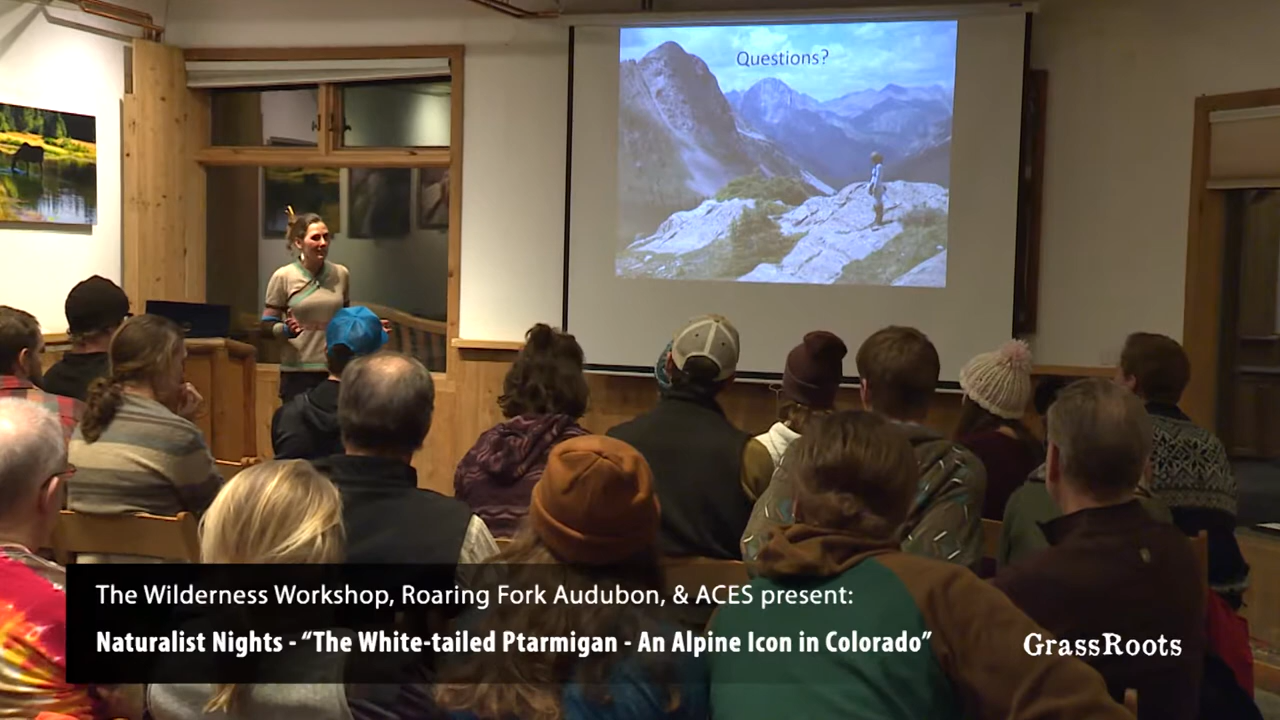 Questions?
The Wilderness Workshop, Roaring Fork Audubon, & ACES present:
Naturalist Nights - “The White-tailed Ptarmigan - An Alpine Icon in Colorado”
GrassRoots